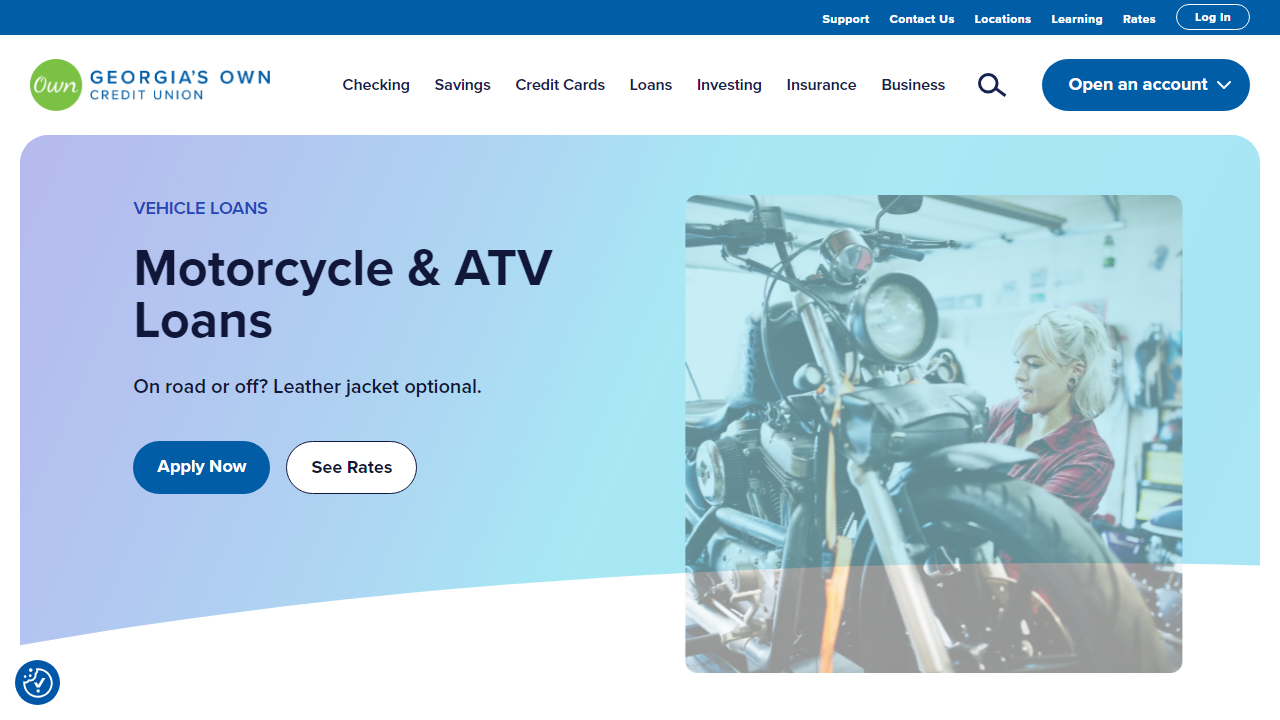 Support Contact Us Locations Learning Rates Log In
Own GEORGIA'S OWN
CREDIT UNION
Checking Savings Credit Cards Loans Investing Insurance Business Open an account
VEHICLE LOANS
Motorcycle & ATV
Loans
On road or off? Leather jacket optional.
Apply Now See Rates